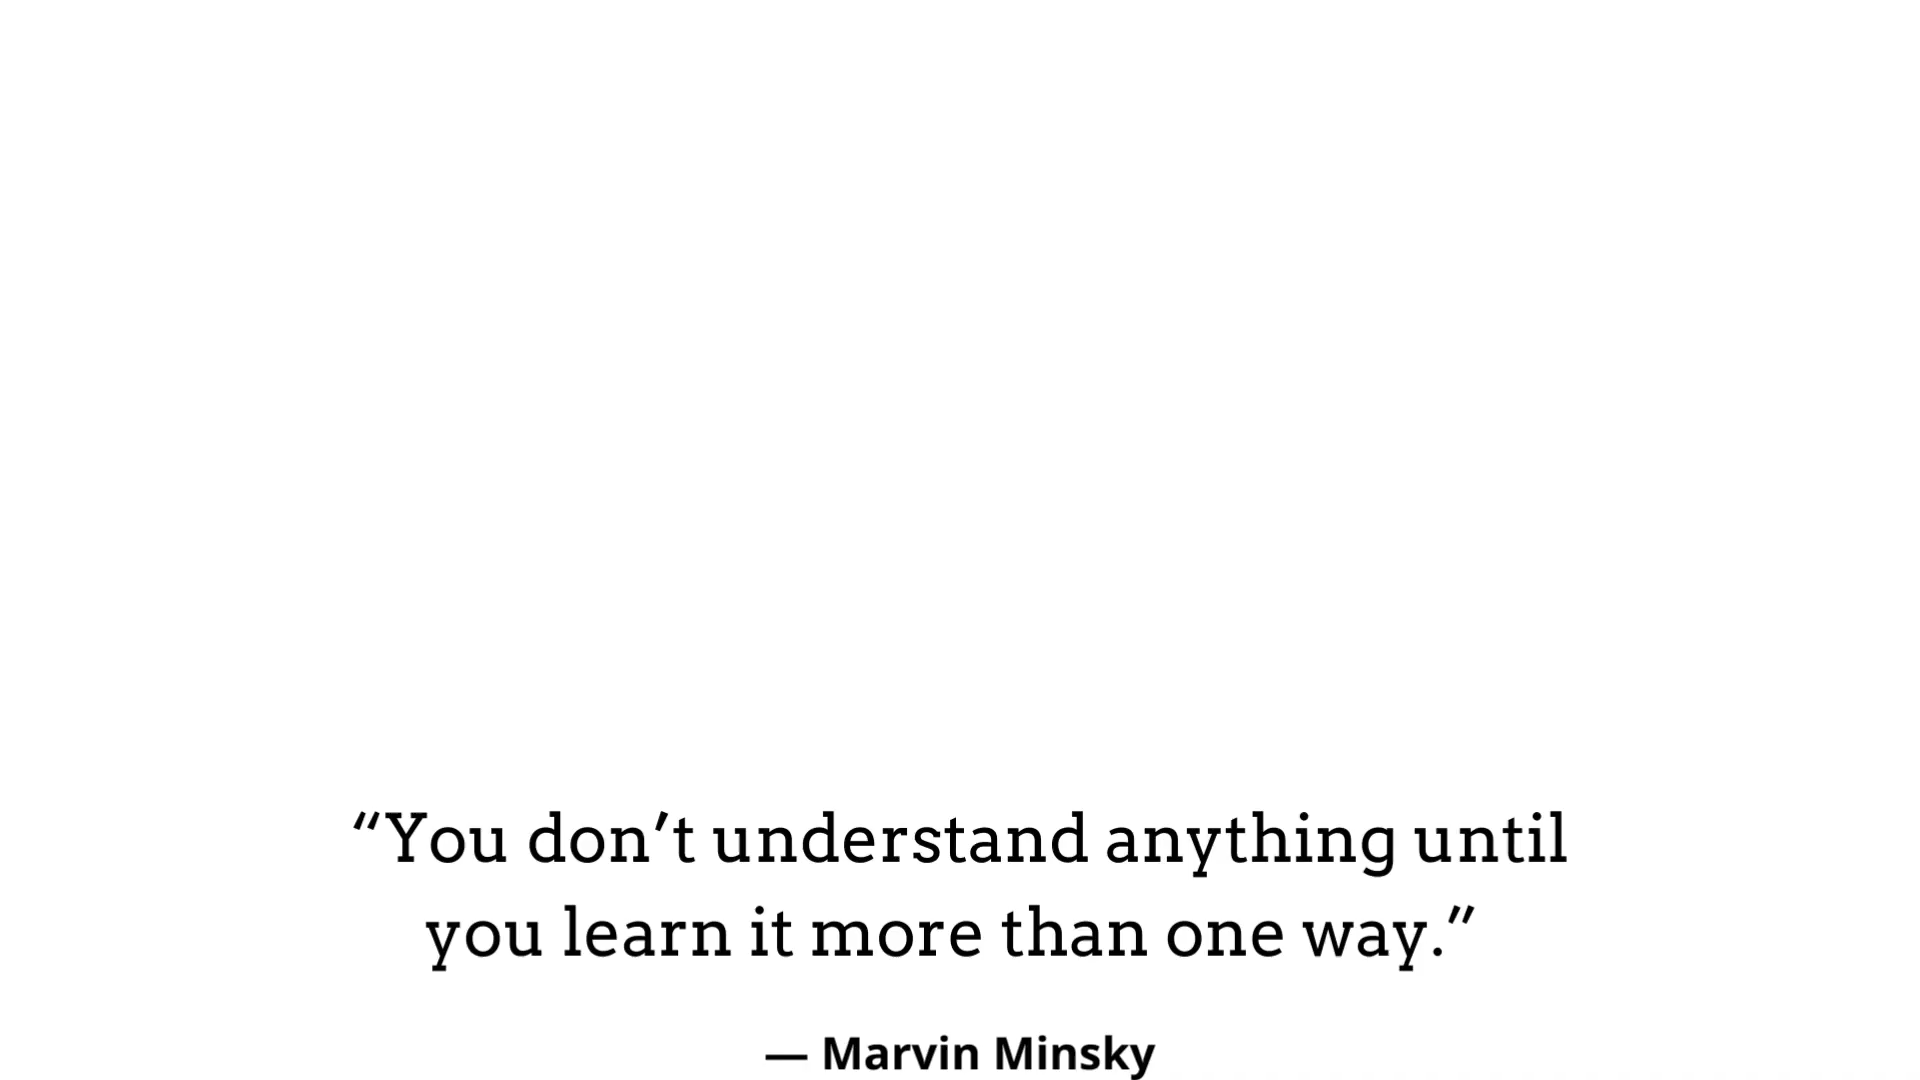 “You don’t understand anything until
you learn it more than one way.”
— Marvin Minsky